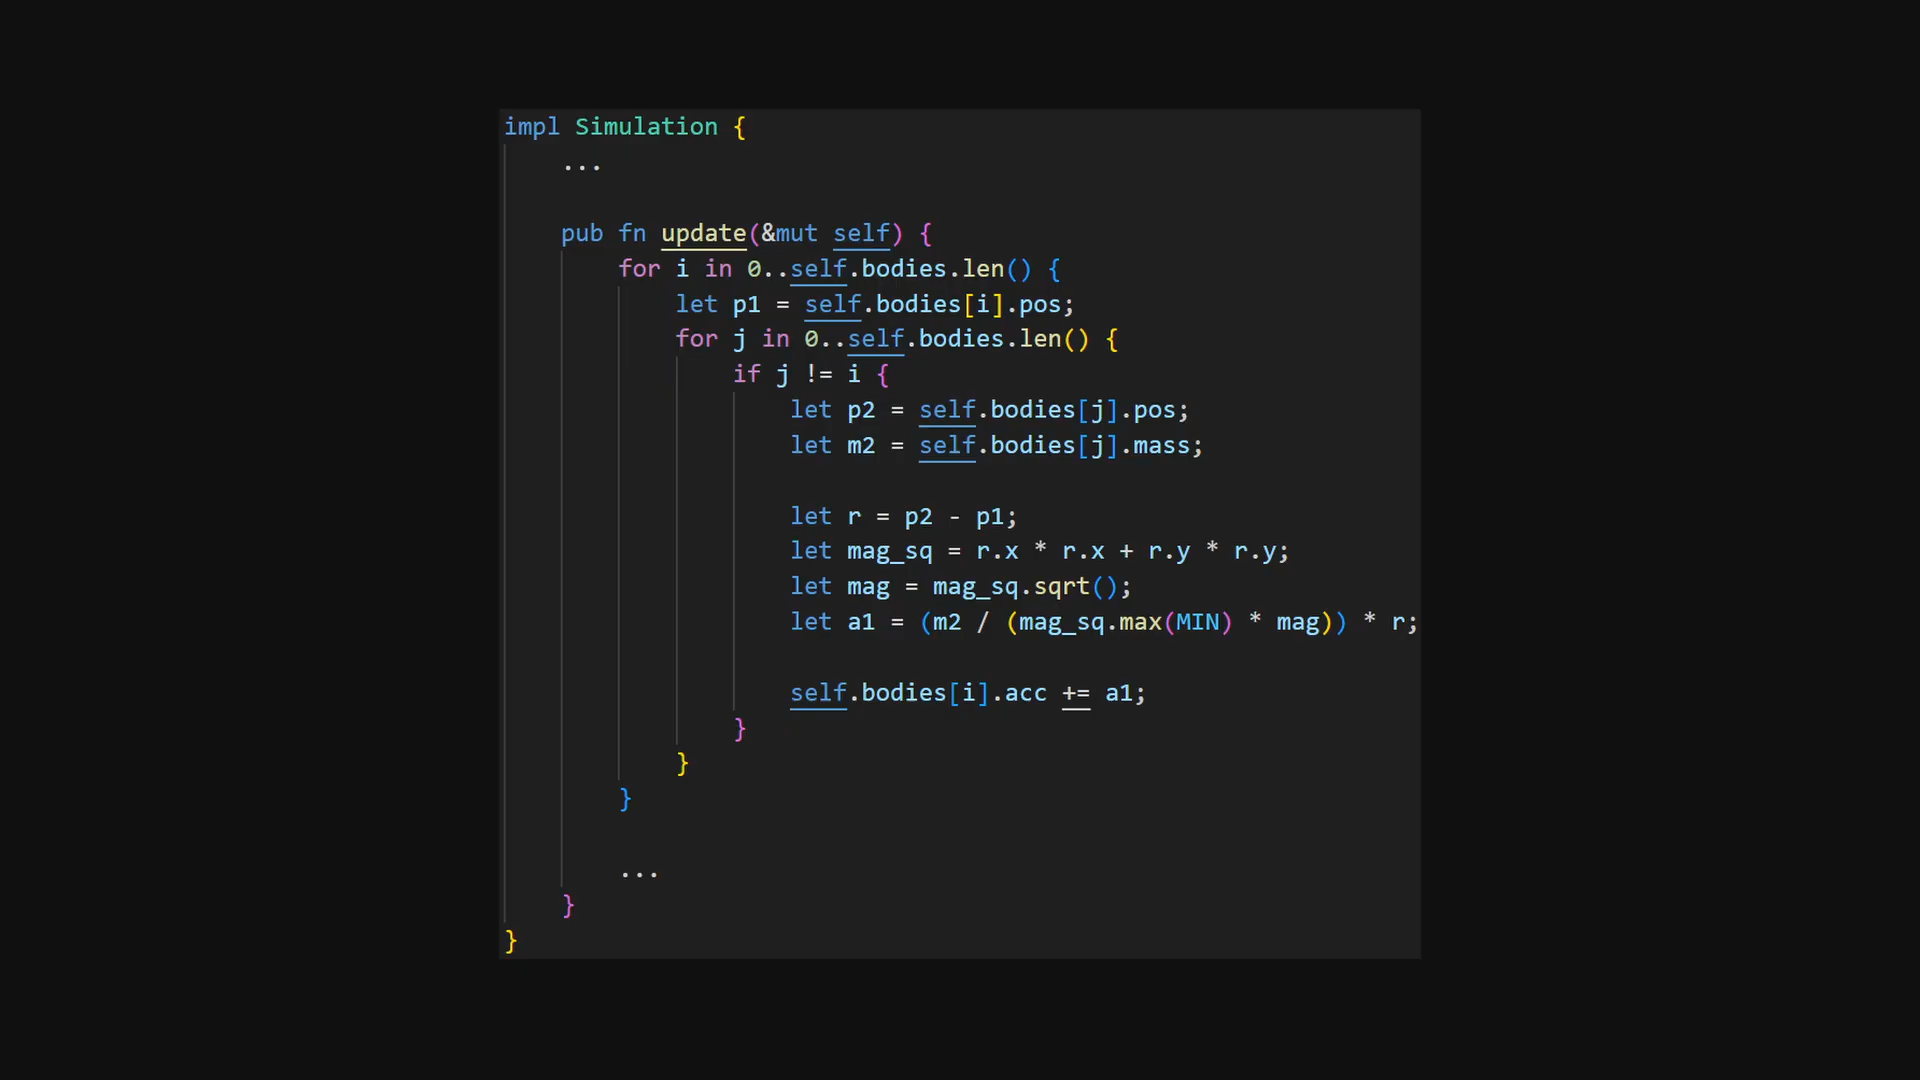 impl Simulation {
    ...
    pub fn update(&mut self) {
        for i in 0..self.bodies.len() {
            let p1 = self.bodies[i].pos;
            for j in 0..self.bodies.len() {
                if j != i {
                    let p2 = self.bodies[j].pos;
                    let m2 = self.bodies[j].mass;
                    let r = p2 - p1;
                    let mag_sq = r.x * r.x + r.y * r.y;
                    let mag = mag_sq.sqrt();
                    let a1 = (m2 / (mag_sq.max(MIN) * mag)) * r;
                    self.bodies[i].acc += a1;
                }
            }
        }
        ...
    }
}